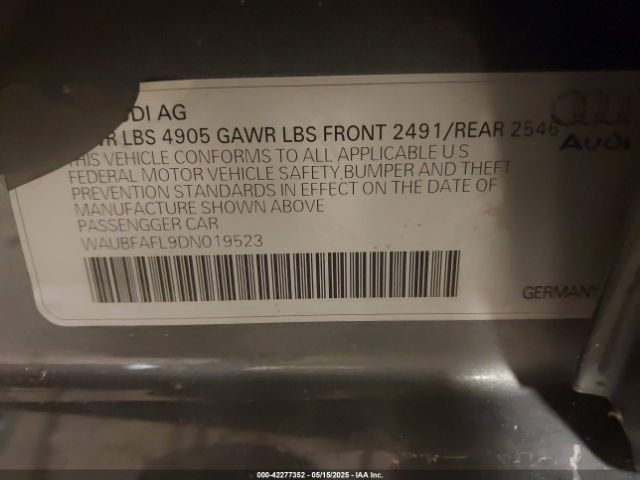 DI AG
LBS 4905 GAWR LBS FRONT 2491/REAR 2546
THIS VEHICLE CONFORMS TO ALL APPLICABLE U S
FEDERAL MOTOR VEHICLE SAFETY,BUMPER AND THEFT
PREVENTION STANDARDS IN EFFECT ON THE DATE OF
MANUFACTURE SHOWN ABOVE
PASSENGGER CAR
WAUBFAFL9DN019523
GERMANY
Audi
000-42277352 - 05/15/2025 - IAA Inc.